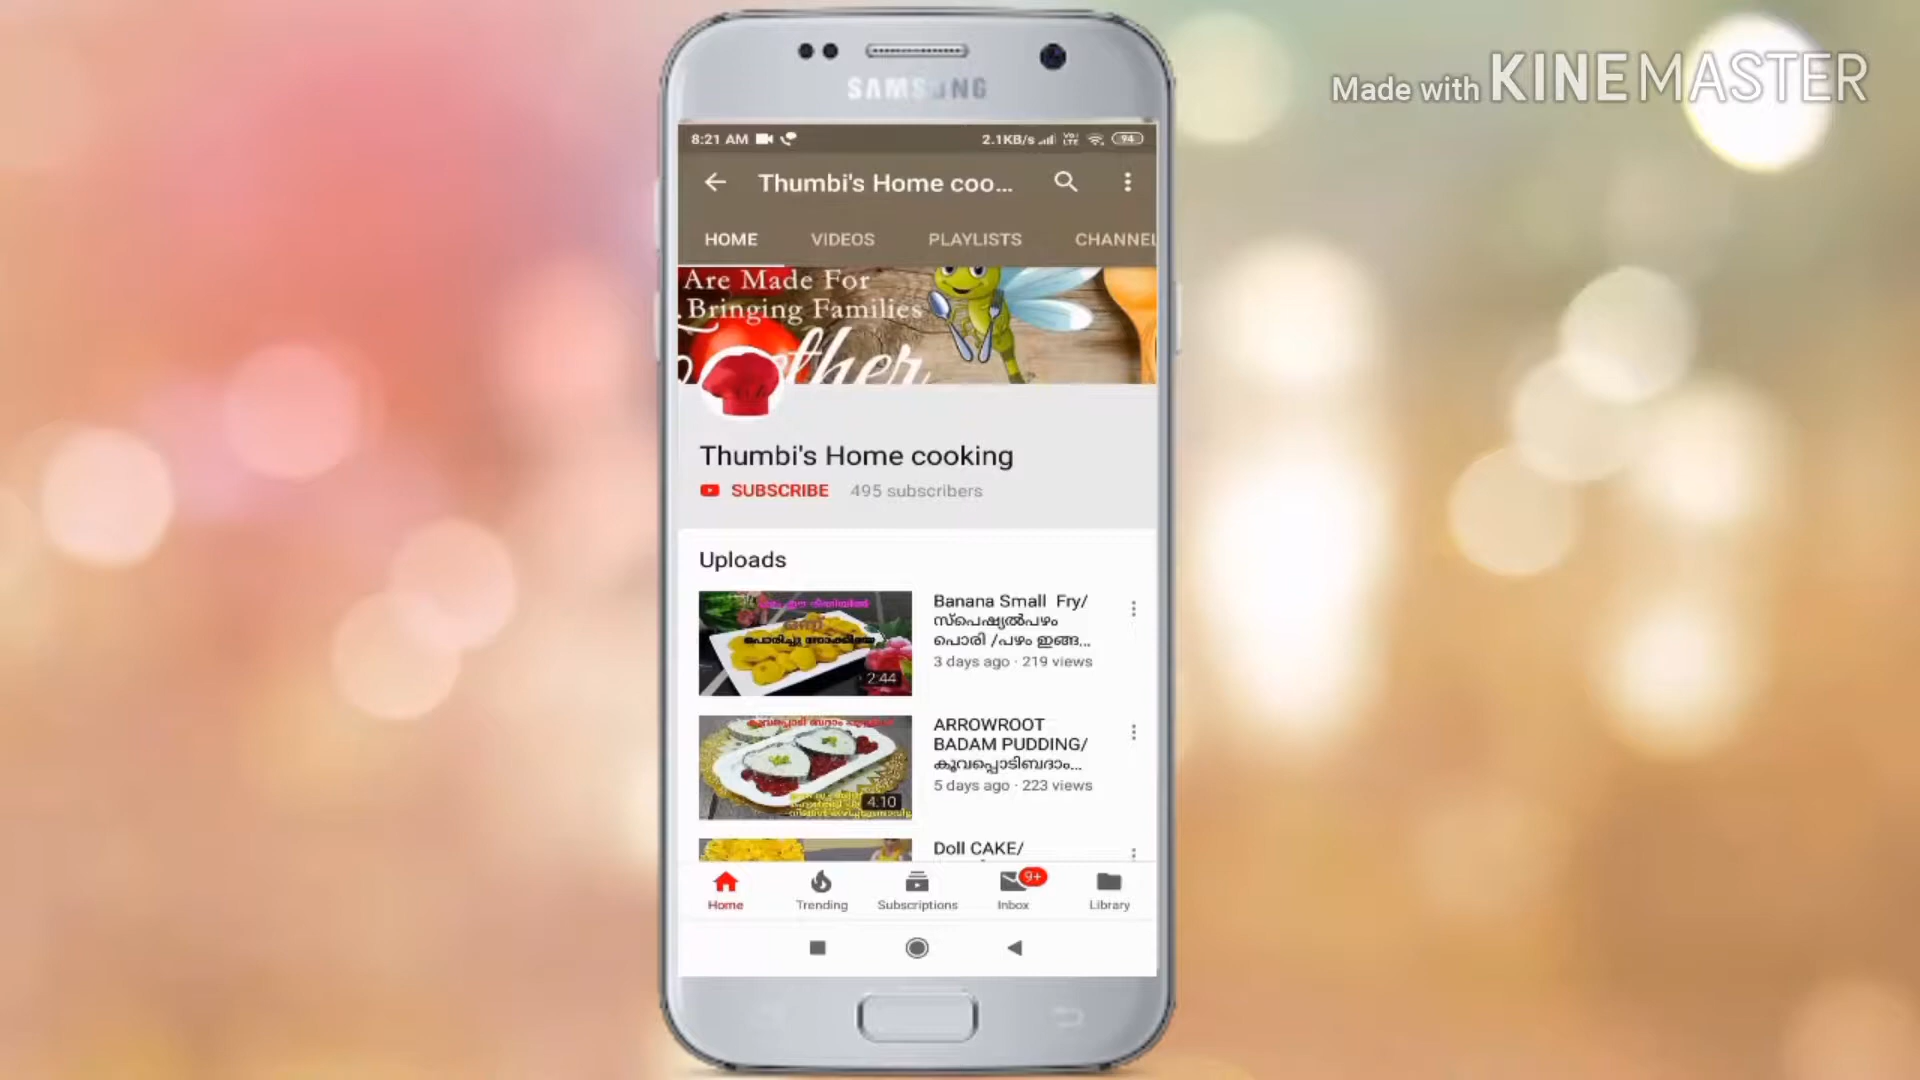 Made with KINEMASTER
SAMSUNG
8:21 AM
2.1KB/s
Vo
LTE
94
Thumbi's Home coo...
HOME VIDEOS PLAYLISTS CHANNEL
Are Made For
Bringing Families
Thumbi's Home cooking
SUBSCRIBE 495 subscribers
Uploads
Banana Small Fry/
സ്പെഷ്യൽപഴം
പൊരി /പഴം ഇങ്ങ...
3 days ago · 219 views
2:44
ARROWROOT
BADAM PUDDING/
കൂവപ്പൊടിബദാം...
5 days ago · 223 views
4:10
Doll CAKE/
9+
Home Trending Subscriptions Inbox Library